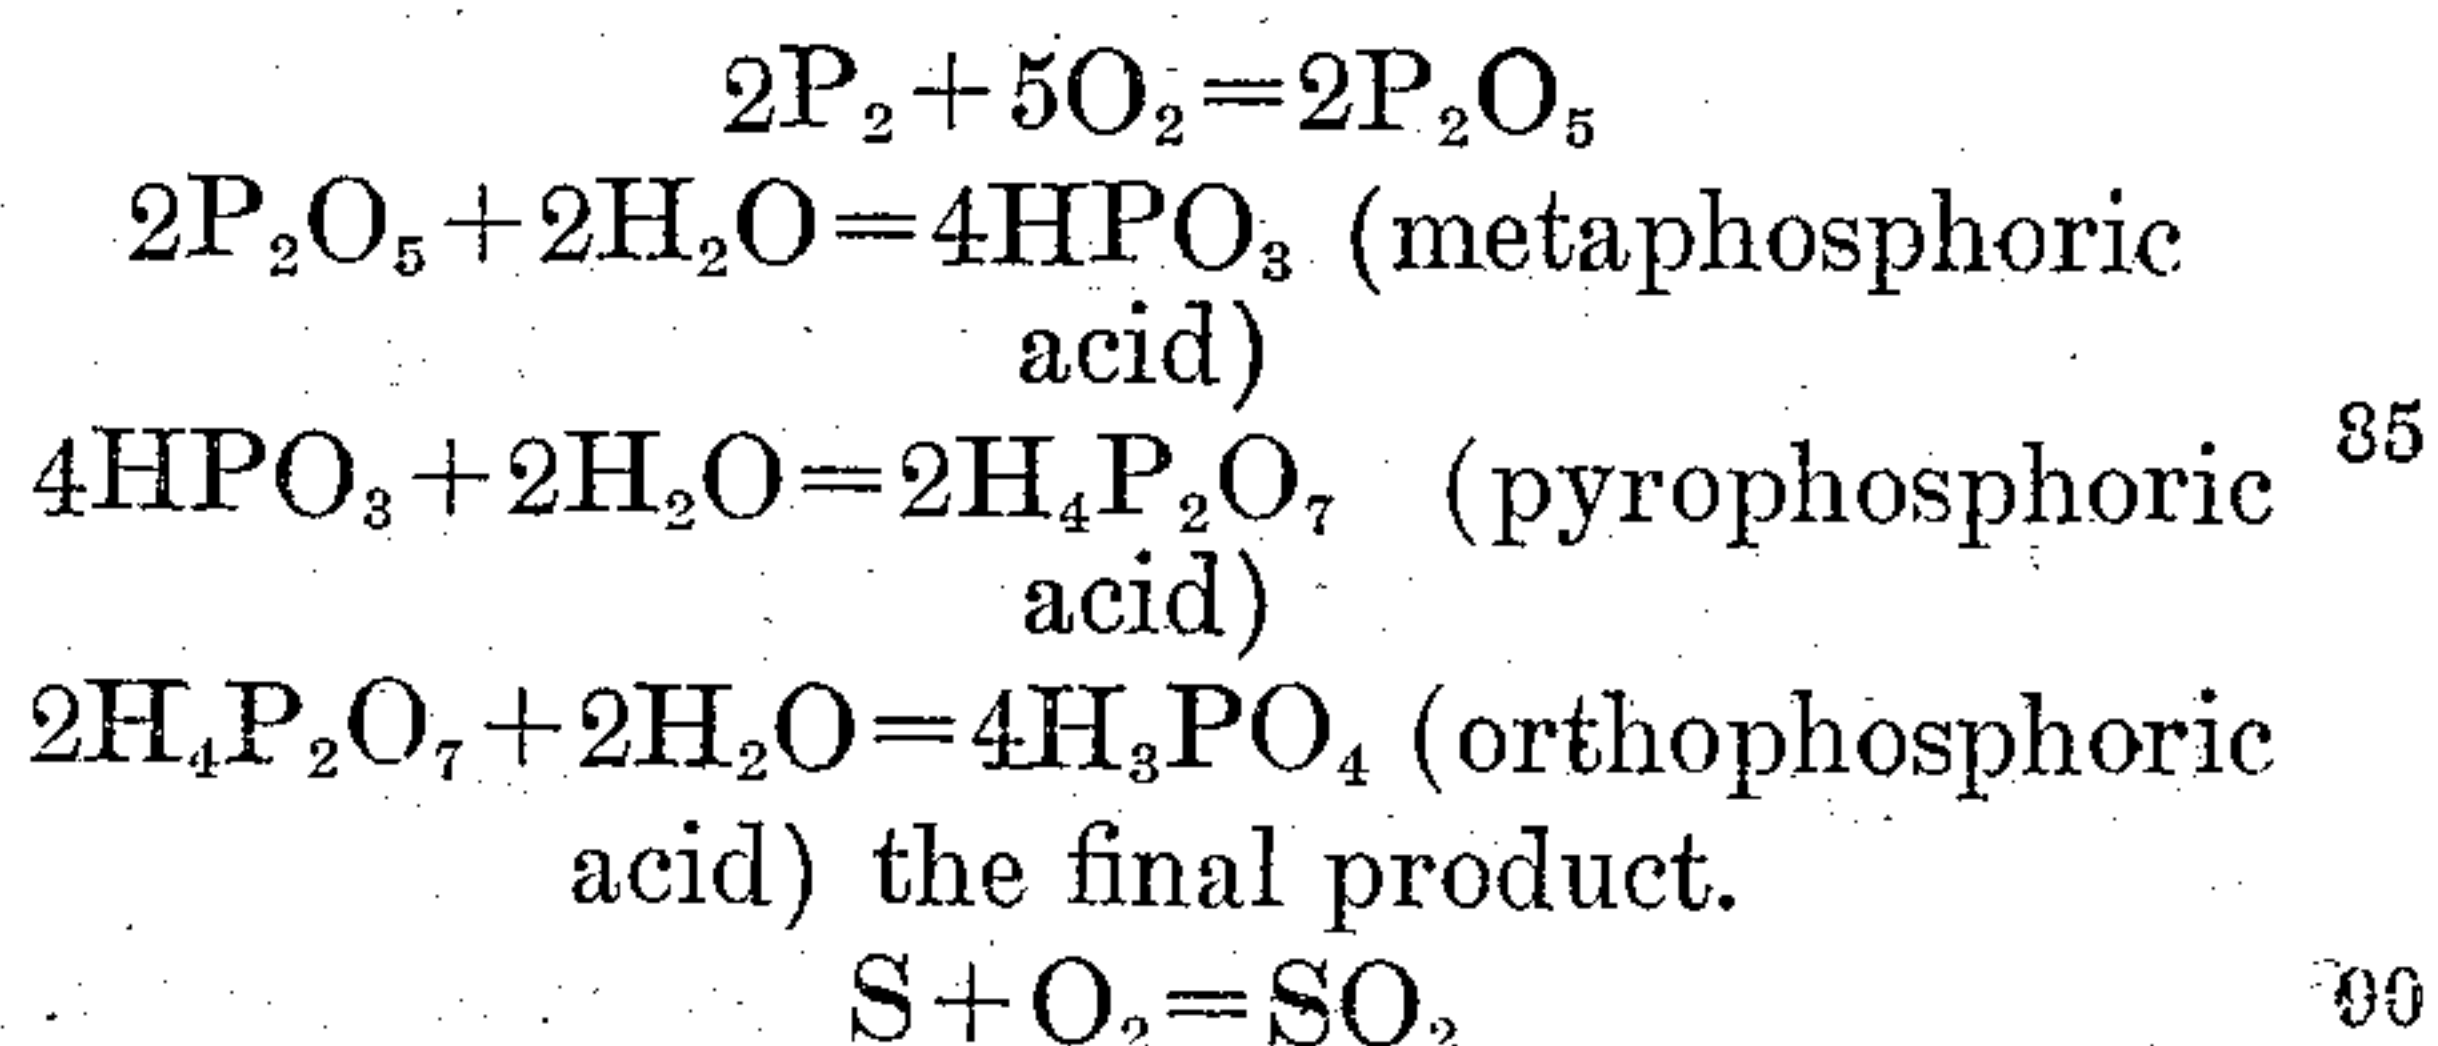 2P₂+5O₂=2P₂O₅
2P₂O₅+2H₂O=4HPO₃ (metaphosphoric
acid)
85
4HPO₃+2H₂O=2H₄P₂O₇ (pyrophosphoric
acid)
2H₄P₂O₇+2H₂O=4H₃PO₄ (orthophosphoric
acid) the final product.
S+O₂=SO₂ 90